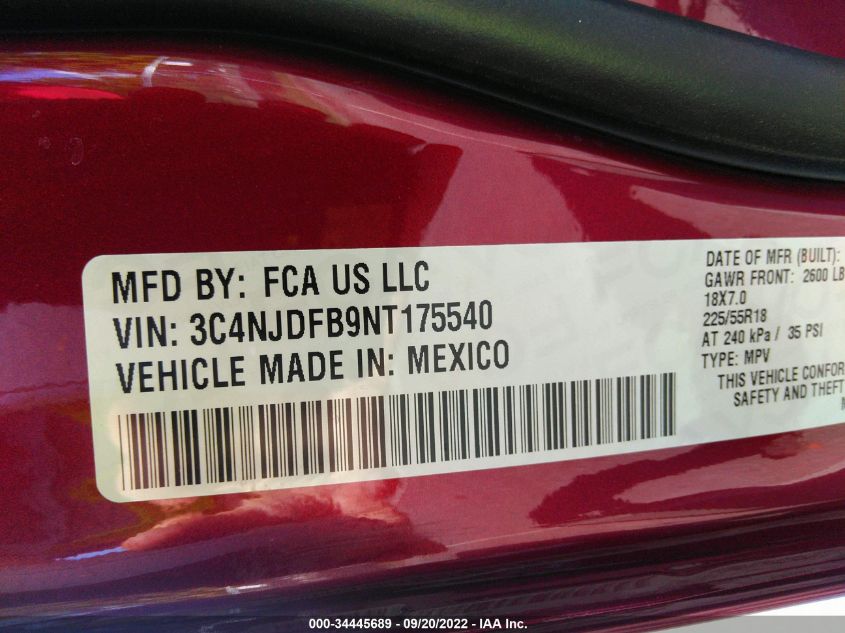 MFD BY: FCA US LLC
VIN: 3C4NJDFB9NT175540
VEHICLE MADE IN: MEXICO
DATE OF MFR (BUILT):
GAWR FRONT: 2600 LB
18X7.0
225/55R18
AT 240 kPa / 35 PSI
TYPE: MPV
THIS VEHICLE CONFOR
SAFETY AND THEFT
000-34445689 - 09/20/2022 - IAA Inc.